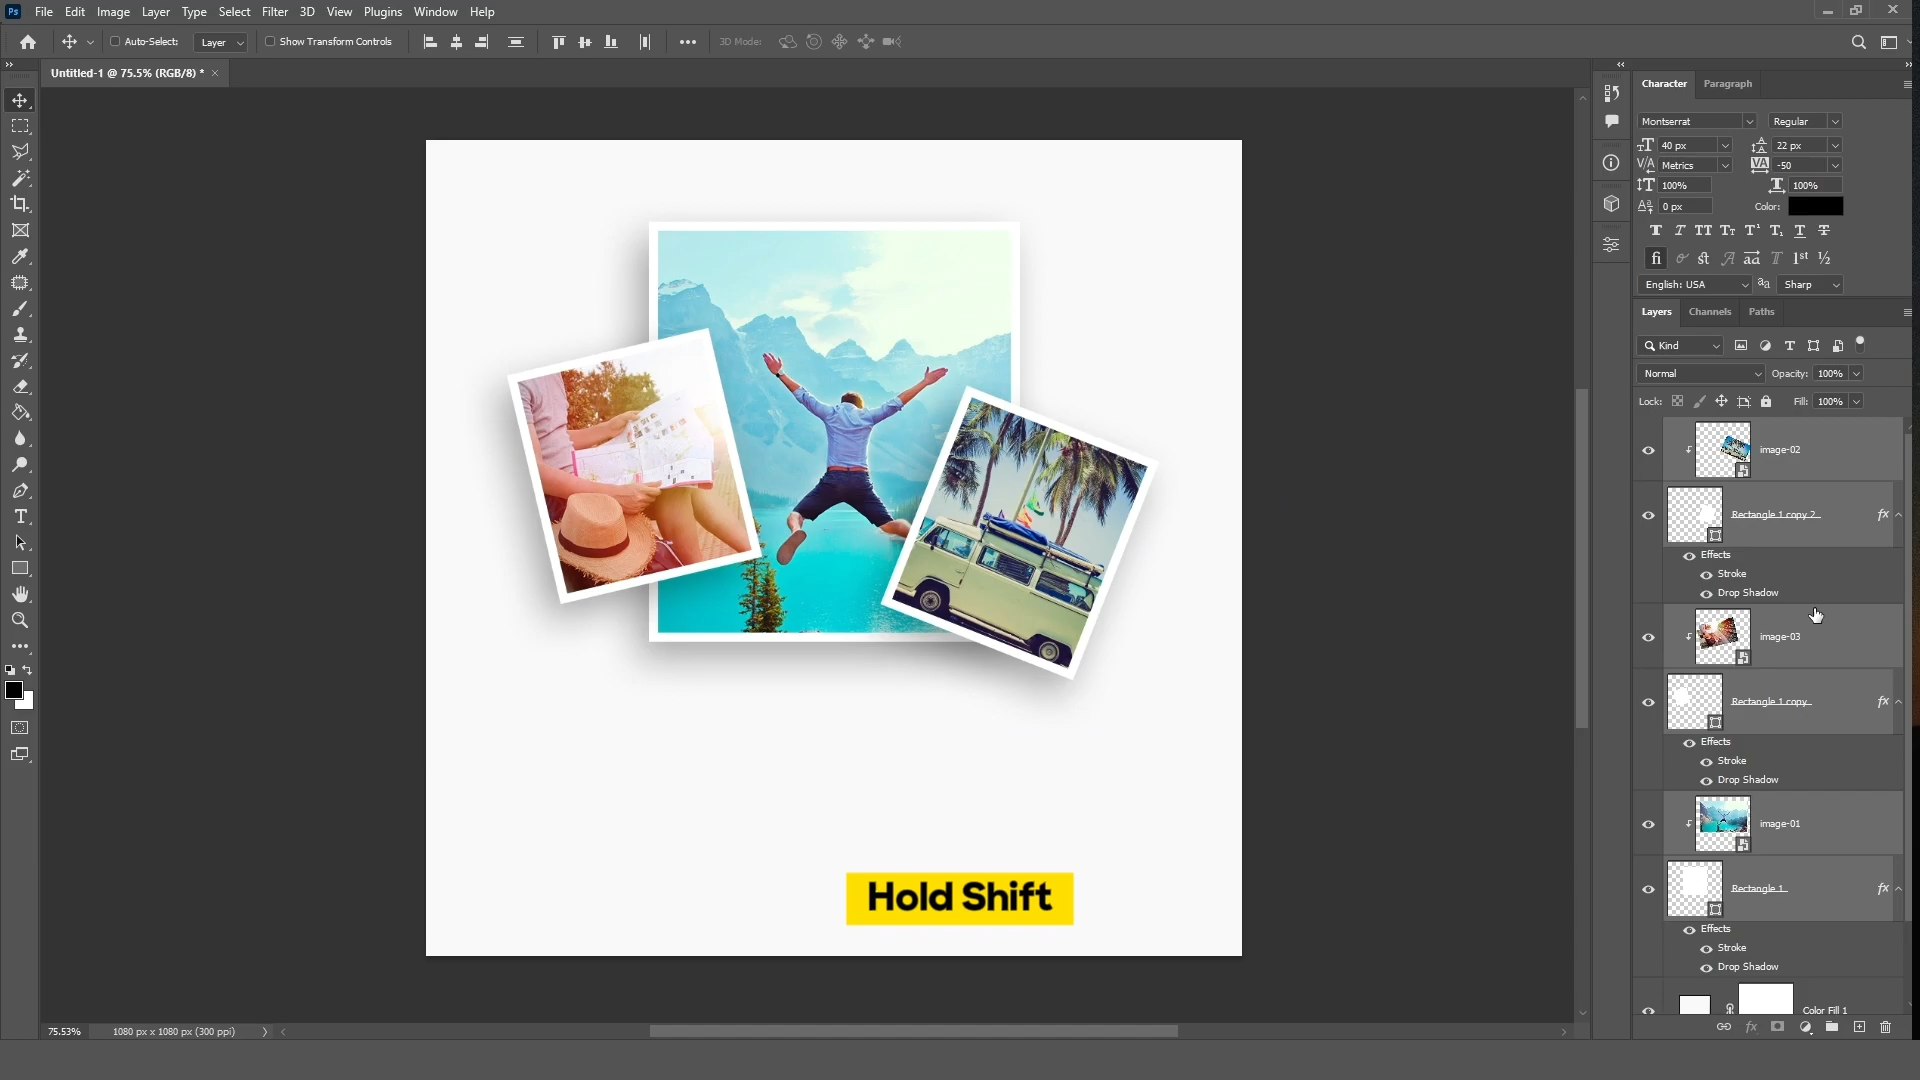 Ps File Edit Image Layer Type Select Filter 3D View Plugins Window Help
Auto-Select: Layer Show Transform Controls 3D Mode:
Untitled-1 @ 75.5% (RGB/8) *
Character Paragraph
Montserrat Regular
40 px 22 px
Metrics -50
100% 100%
0 px Color:
English: USA Sharp
Layers Channels Paths
Kind
Normal Opacity: 100%
Lock: Fill: 100%
image-02
Rectangle 1 copy 2
Effects
Stroke
Drop Shadow
image-03
Rectangle 1 copy
Effects
Stroke
Drop Shadow
image-01
Rectangle 1
Effects
Stroke
Drop Shadow
Color Fill 1
Hold Shift
75.53% 1080 px x 1080 px (300 ppi)